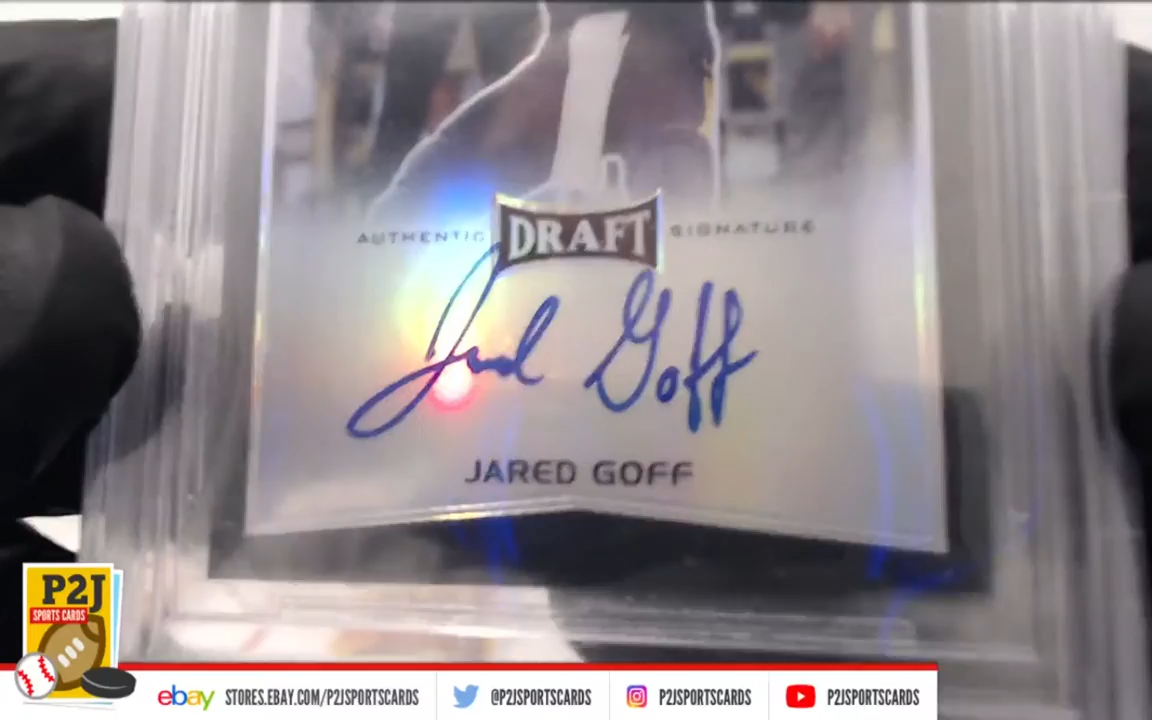 AUTHENTIC DRAFT SIGNATURE
Jared Goff
JARED GOFF
P2J
SPORTS CARDS
ebay STORES.EBAY.COM/P2JSPORTSCARDS @P2JSPORTSCARDS P2JSPORTSCARDS P2JSPORTSCARDS